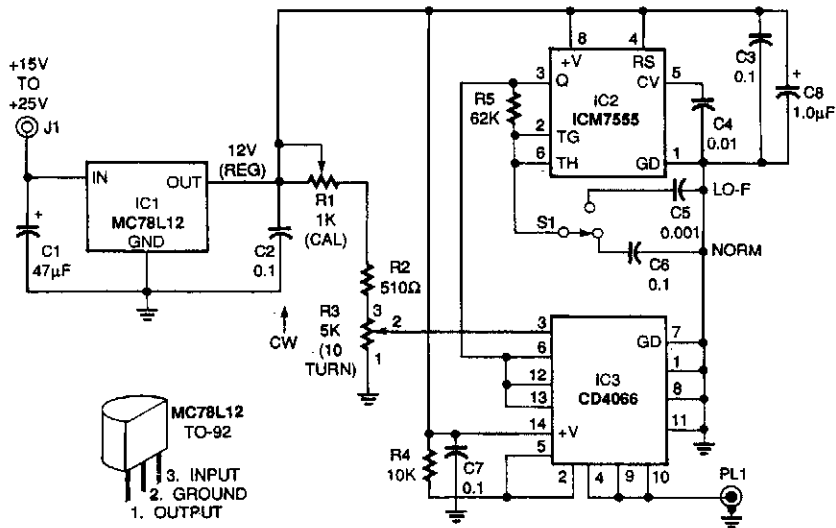 +15V
TO
+25V
J1
IN
OUT
IC1
MC78L12
GND
+
C1
47µF
12V
(REG)
C2
0.1
CW
R1
1K
(CAL)
R2
510Ω
R3
5K
(10
TURN)
3
2
1
MC78L12
TO-92
3. INPUT
2. GROUND
1. OUTPUT
8
4
+V
RS
3
Q
CV
5
R5
62K
IC2
ICM7555
2
TG
6
TH
GD
1
C3
0.1
+
C8
1.0µF
C4
0.01
LO-F
C5
0.001
S1
NORM
C6
0.1
3
GD
7
6
1
12
IC3
CD4066
8
13
11
14
+V
5
R4
10K
C7
0.1
2
4
9
10
PL1